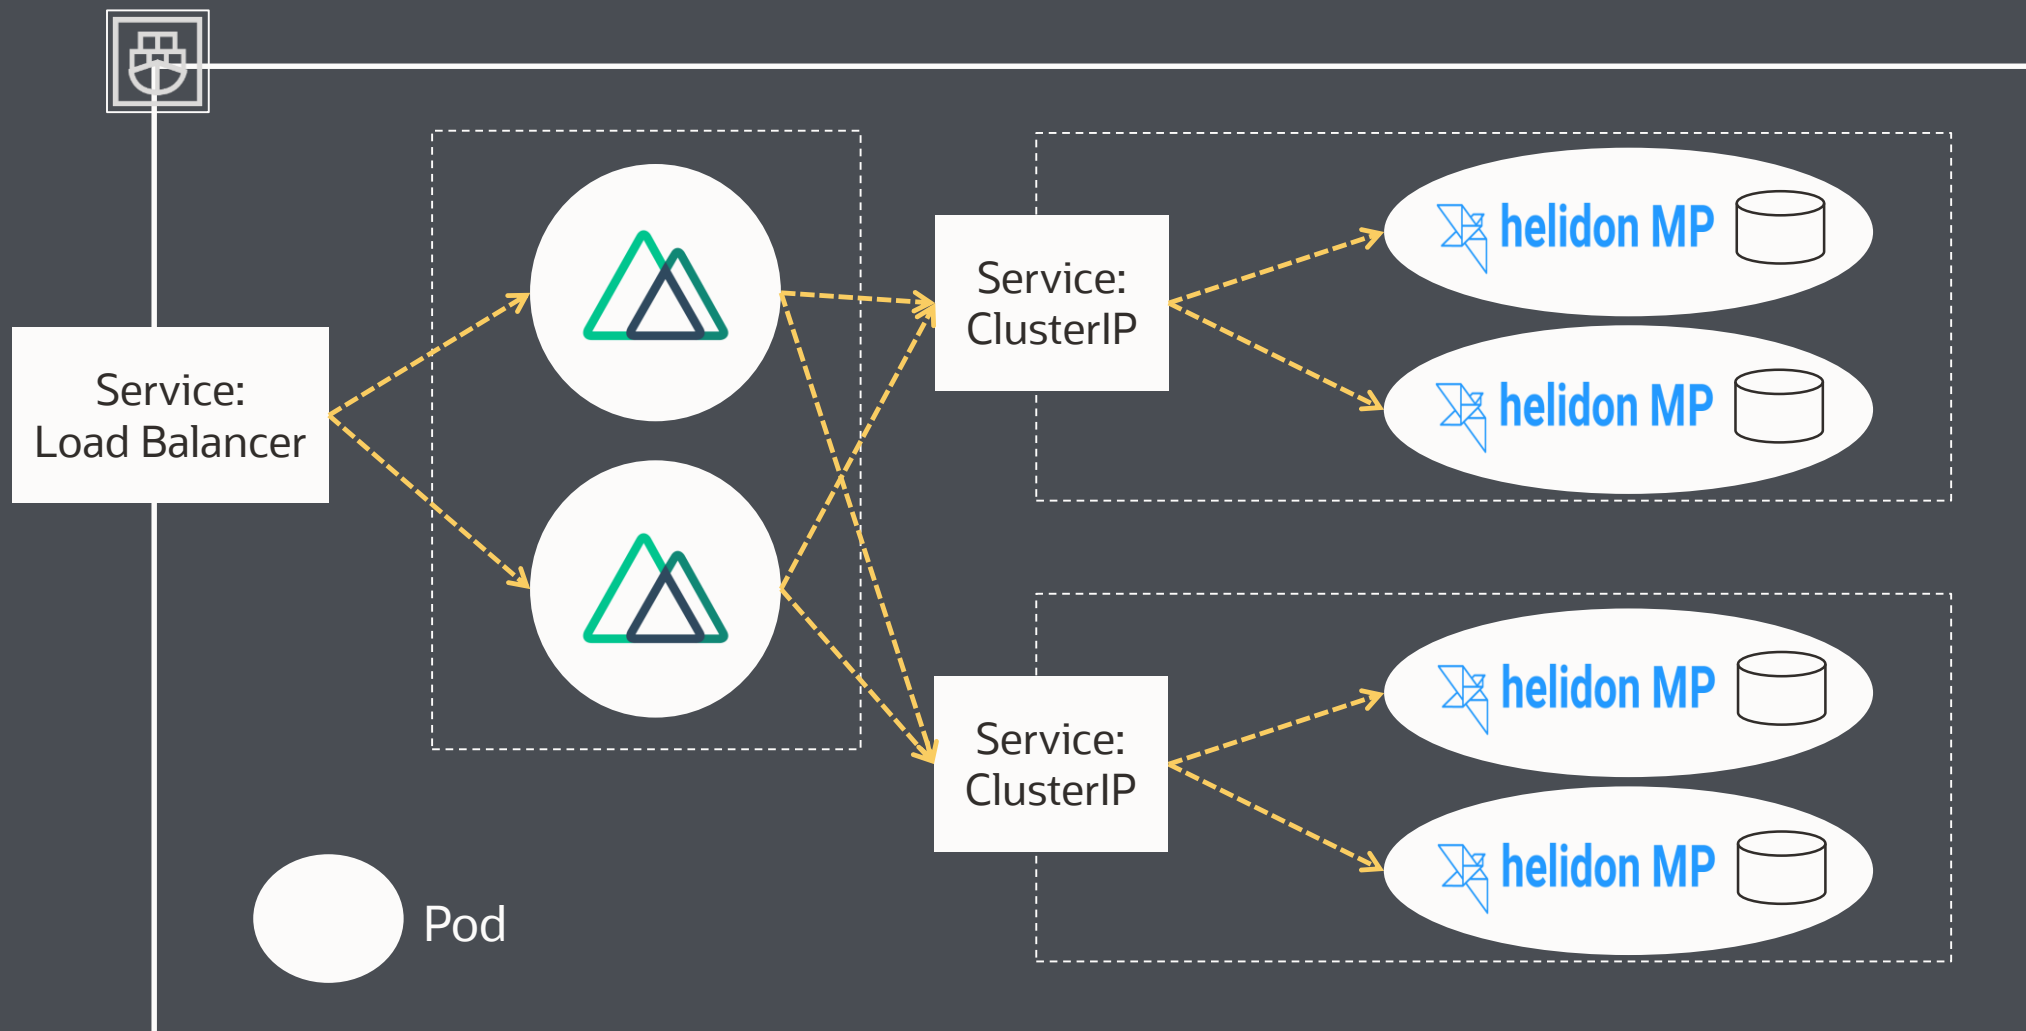 Service:
Load Balancer
Service:
ClusterIP
helidon MP
helidon MP
Service:
ClusterIP
helidon MP
helidon MP
Pod